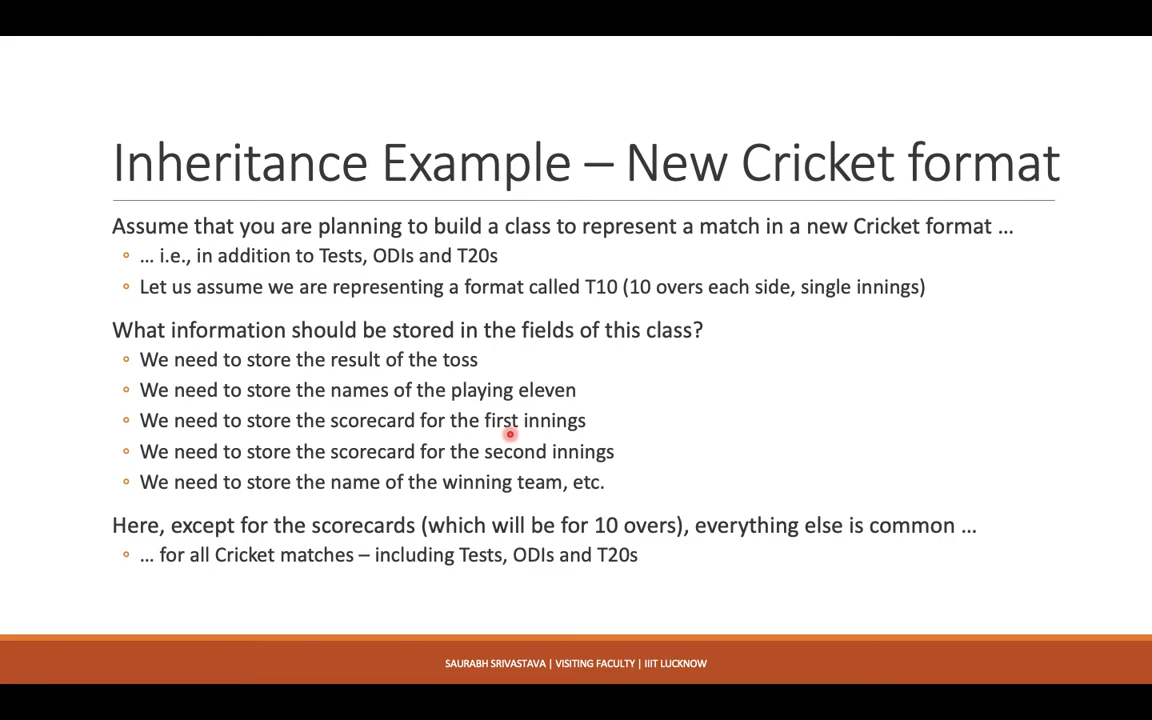 Inheritance Example – New Cricket format
Assume that you are planning to build a class to represent a match in a new Cricket format …
… i.e., in addition to Tests, ODIs and T20s
Let us assume we are representing a format called T10 (10 overs each side, single innings)
What information should be stored in the fields of this class?
We need to store the result of the toss
We need to store the names of the playing eleven
We need to store the scorecard for the first innings
We need to store the scorecard for the second innings
We need to store the name of the winning team, etc.
Here, except for the scorecards (which will be for 10 overs), everything else is common …
… for all Cricket matches – including Tests, ODIs and T20s
SAURABH SRIVASTAVA | VISITING FACULTY | IIIT LUCKNOW